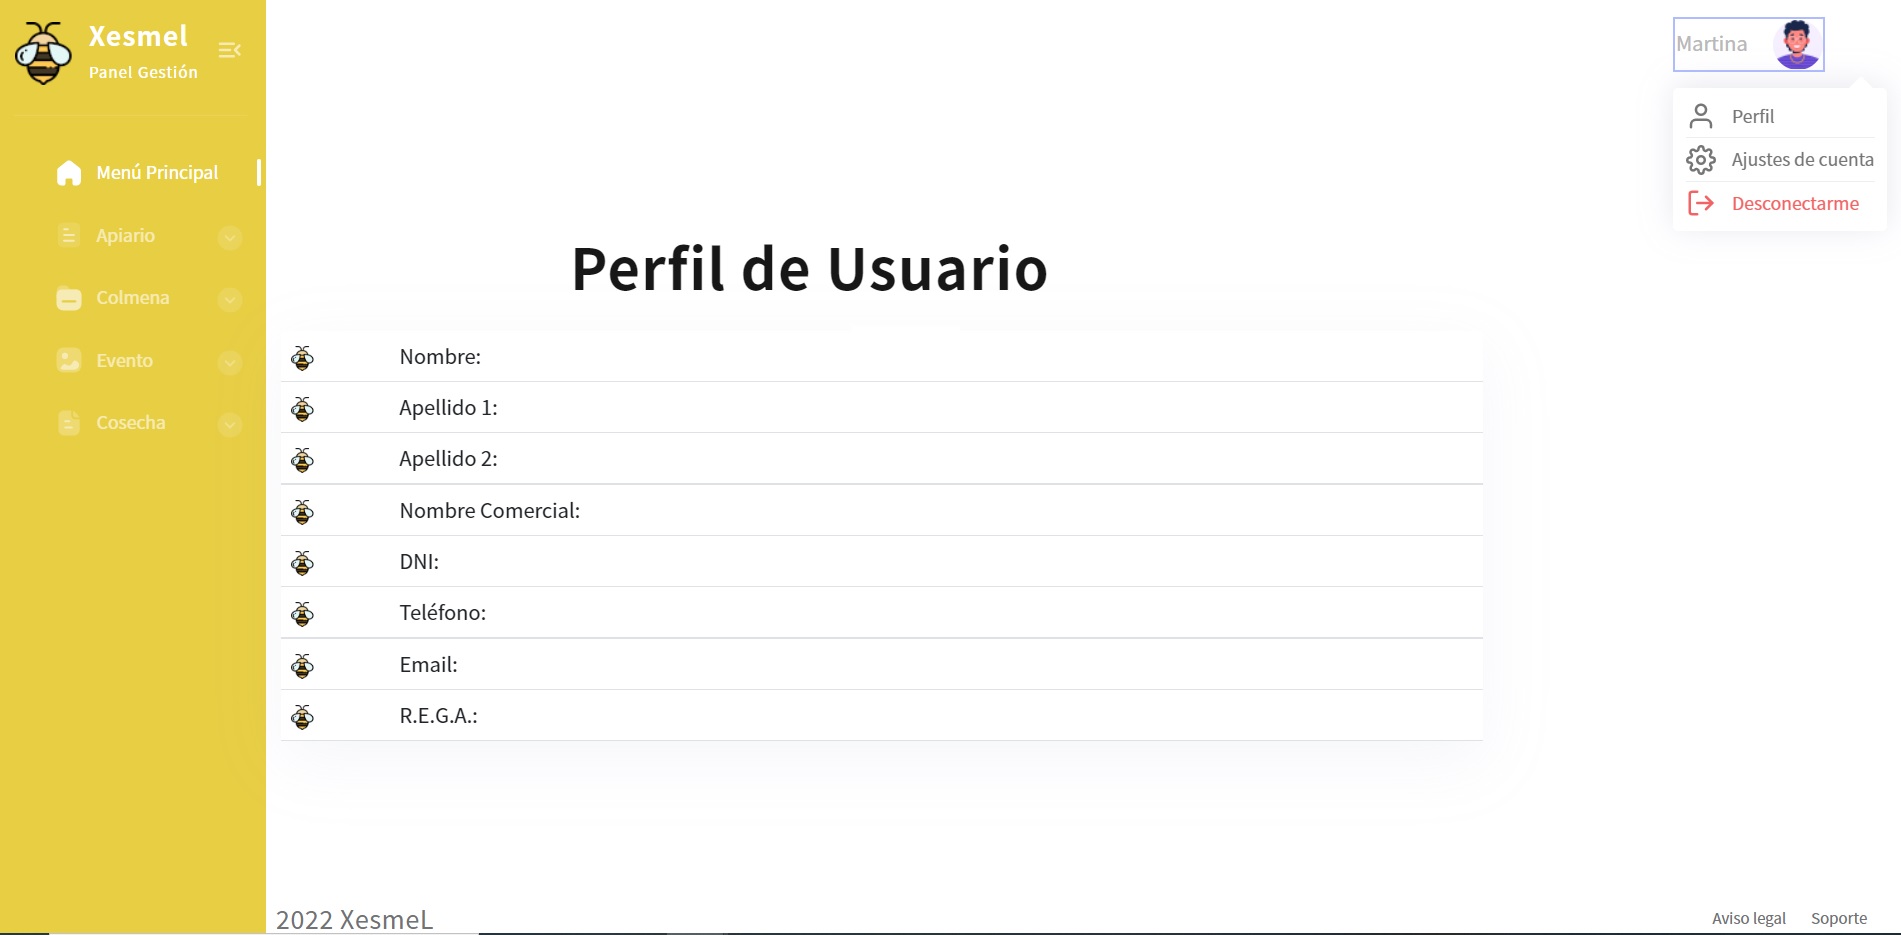 Xesmel
Panel Gestión
Menú Principal
Apiario
Colmena
Evento
Cosecha
Martina
Perfil
Ajustes de cuenta
Desconectarme
Perfil de Usuario
Nombre:
Apellido 1:
Apellido 2:
Nombre Comercial:
DNI:
Teléfono:
Email:
R.E.G.A.:
2022 XesmeL
Aviso legal Soporte